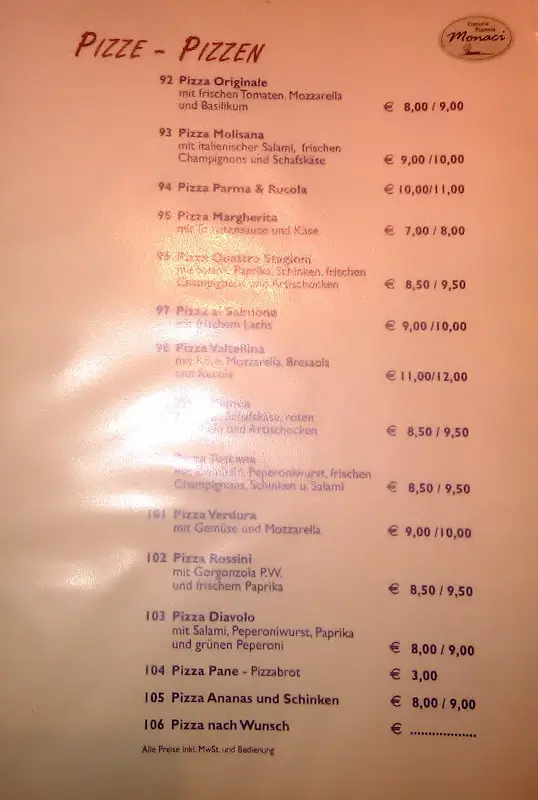 PIZZE - PIZZEN
Osteria
Pizzeria
Monaci
92 Pizza Originale
mit frischen Tomaten, Mozzarella
und Basilikum € 8,00 / 9,00
93 Pizza Molisana
mit italienischer Salami, frischen
Champignons und Schafskäse € 9,00 /10,00
94 Pizza Parma & Rucola € 10,00/11,00
95 Pizza Margherita
mit Tomatensauce und Käse € 7,00 / 8,00
96 Pizza Quattro Stagioni
mit Salami, Paprika, Schinken, frischen
Champignons und Artischocken € 8,50 / 9,50
97 Pizza al Salmone
mit frischem Lachs € 9,00 /10,00
98 Pizza Valtellina
mit Käse, Mozzarella, Bresaola
und Rucola € 11,00/12,00
Schafskäse, roten
und Artischocken € 8,50 / 9,50
Pizza Toscana
mit Zwiebeln, Peperoniwurst, frischen
Champignons, Schinken u. Salami € 8,50 / 9,50
101 Pizza Verdura
mit Gemüse und Mozzarella € 9,00 /10,00
102 Pizza Rossini
mit Gorgonzola P.W.
und frischem Paprika € 8,50 / 9,50
103 Pizza Diavolo
mit Salami, Peperoniwurst, Paprika
und grünen Peperoni € 8,00 / 9,00
104 Pizza Pane - Pizzabrot € 3,00
105 Pizza Ananas und Schinken € 8,00 / 9,00
106 Pizza nach Wunsch € ..................
Alle Preise inkl. MwSt. und Bedienung